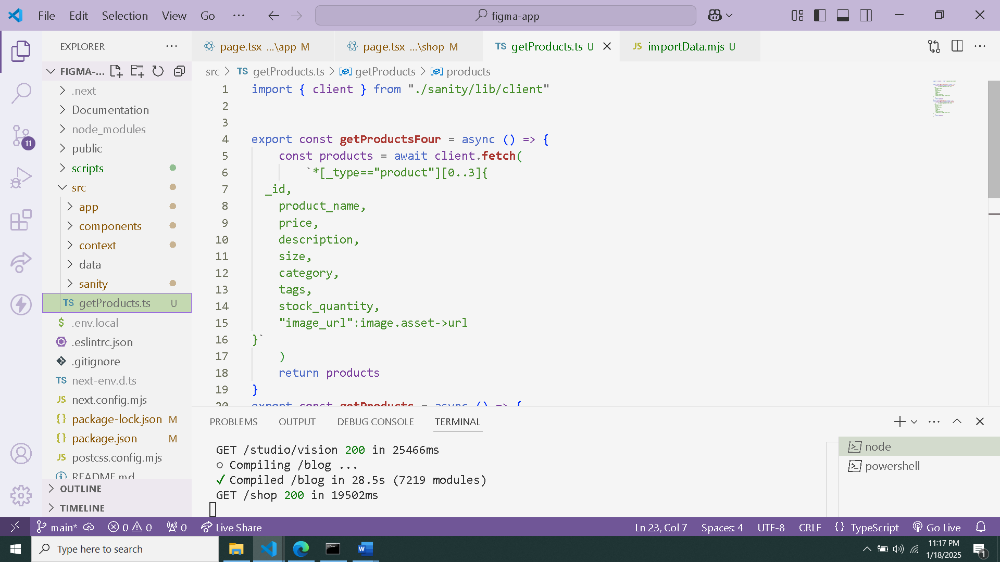 File Edit Selection View Go ··· figma-app
EXPLORER ···
FIGMA-...
.next
Documentation
node_modules
public
scripts
src
app
components
context
data
sanity
TS getProducts.ts U
$ .env.local
.eslintrc.json
.gitignore
TS next-env.d.ts
JS next.config.mjs
{} package-lock.json M
{} package.json M
JS postcss.config.mjs
README.md
OUTLINE
TIMELINE
11
page.tsx ...\app M
page.tsx ...\shop M
TS getProducts.ts U
JS importData.mjs U
src > TS getProducts.ts > getProducts > products
1 import { client } from "./sanity/lib/client"
2
3
4 export const getProductsFour = async () => {
5 const products = await client.fetch(
6 `*[_type=="product"][0..3]{
7 _id,
8 product_name,
9 price,
10 description,
11 size,
12 category,
13 tags,
14 stock_quantity,
15 "image_url":image.asset->url
16 }`
17 )
18 return products
19 }
20 export const getProducts = async () => {
PROBLEMS OUTPUT DEBUG CONSOLE TERMINAL
GET /studio/vision 200 in 25466ms
○ Compiling /blog ...
✓ Compiled /blog in 28.5s (7219 modules)
GET /shop 200 in 19502ms
node
powershell
main* 0 0 0 Live Share
Ln 23, Col 7 Spaces: 4 UTF-8 CRLF {} TypeScript Go Live
Type here to search
11:17 PM
1/18/2025
1